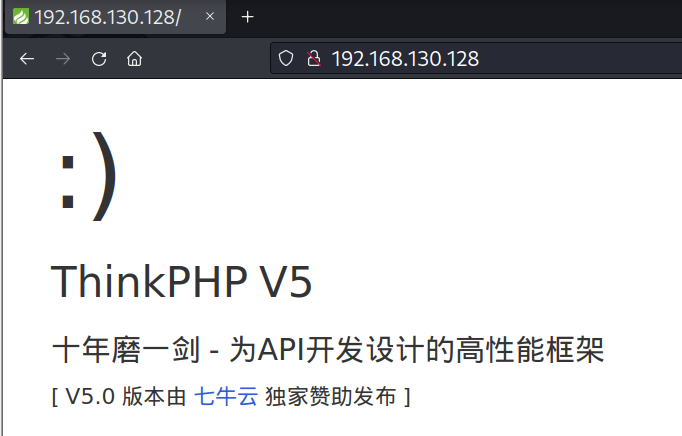 192.168.130.128/
192.168.130.128
:)
ThinkPHP V5
十年磨一剑 - 为API开发设计的高性能框架
[ V5.0 版本由 七牛云 独家赞助发布 ]